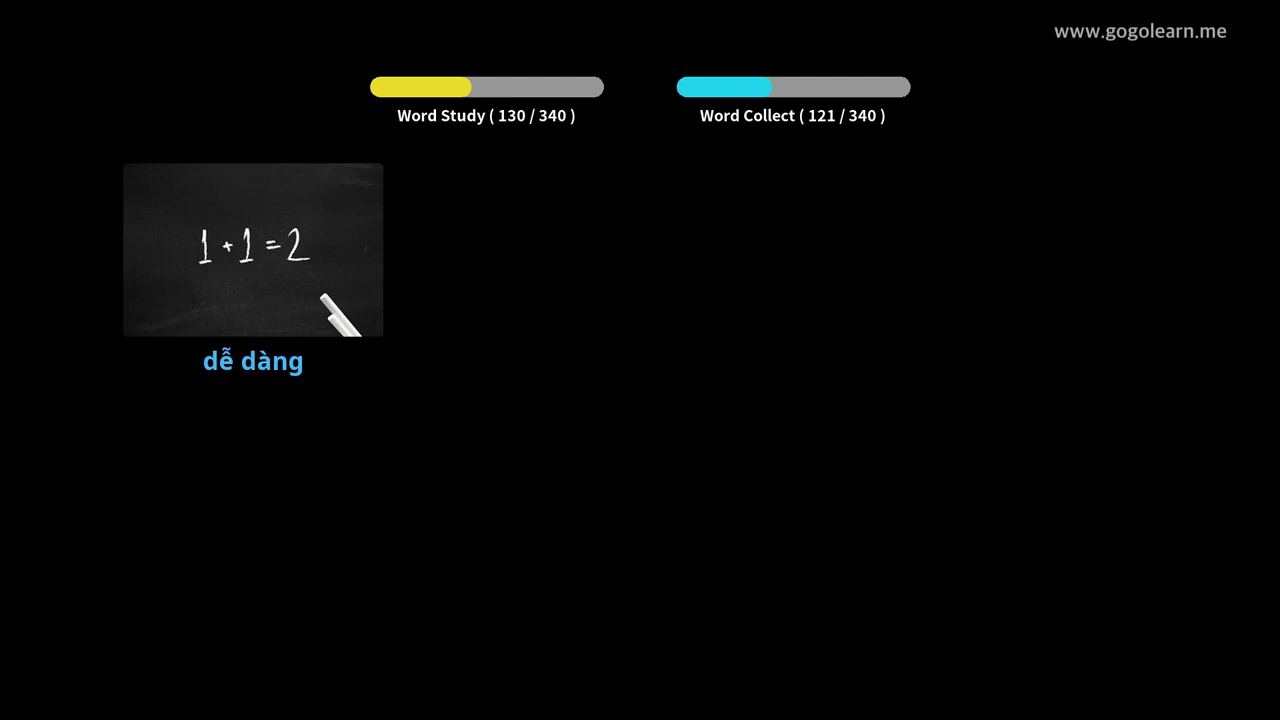 www.gogolearn.me
Word Study ( 130 / 340 )
Word Collect ( 121 / 340 )
1 + 1 = 2
dễ dàng